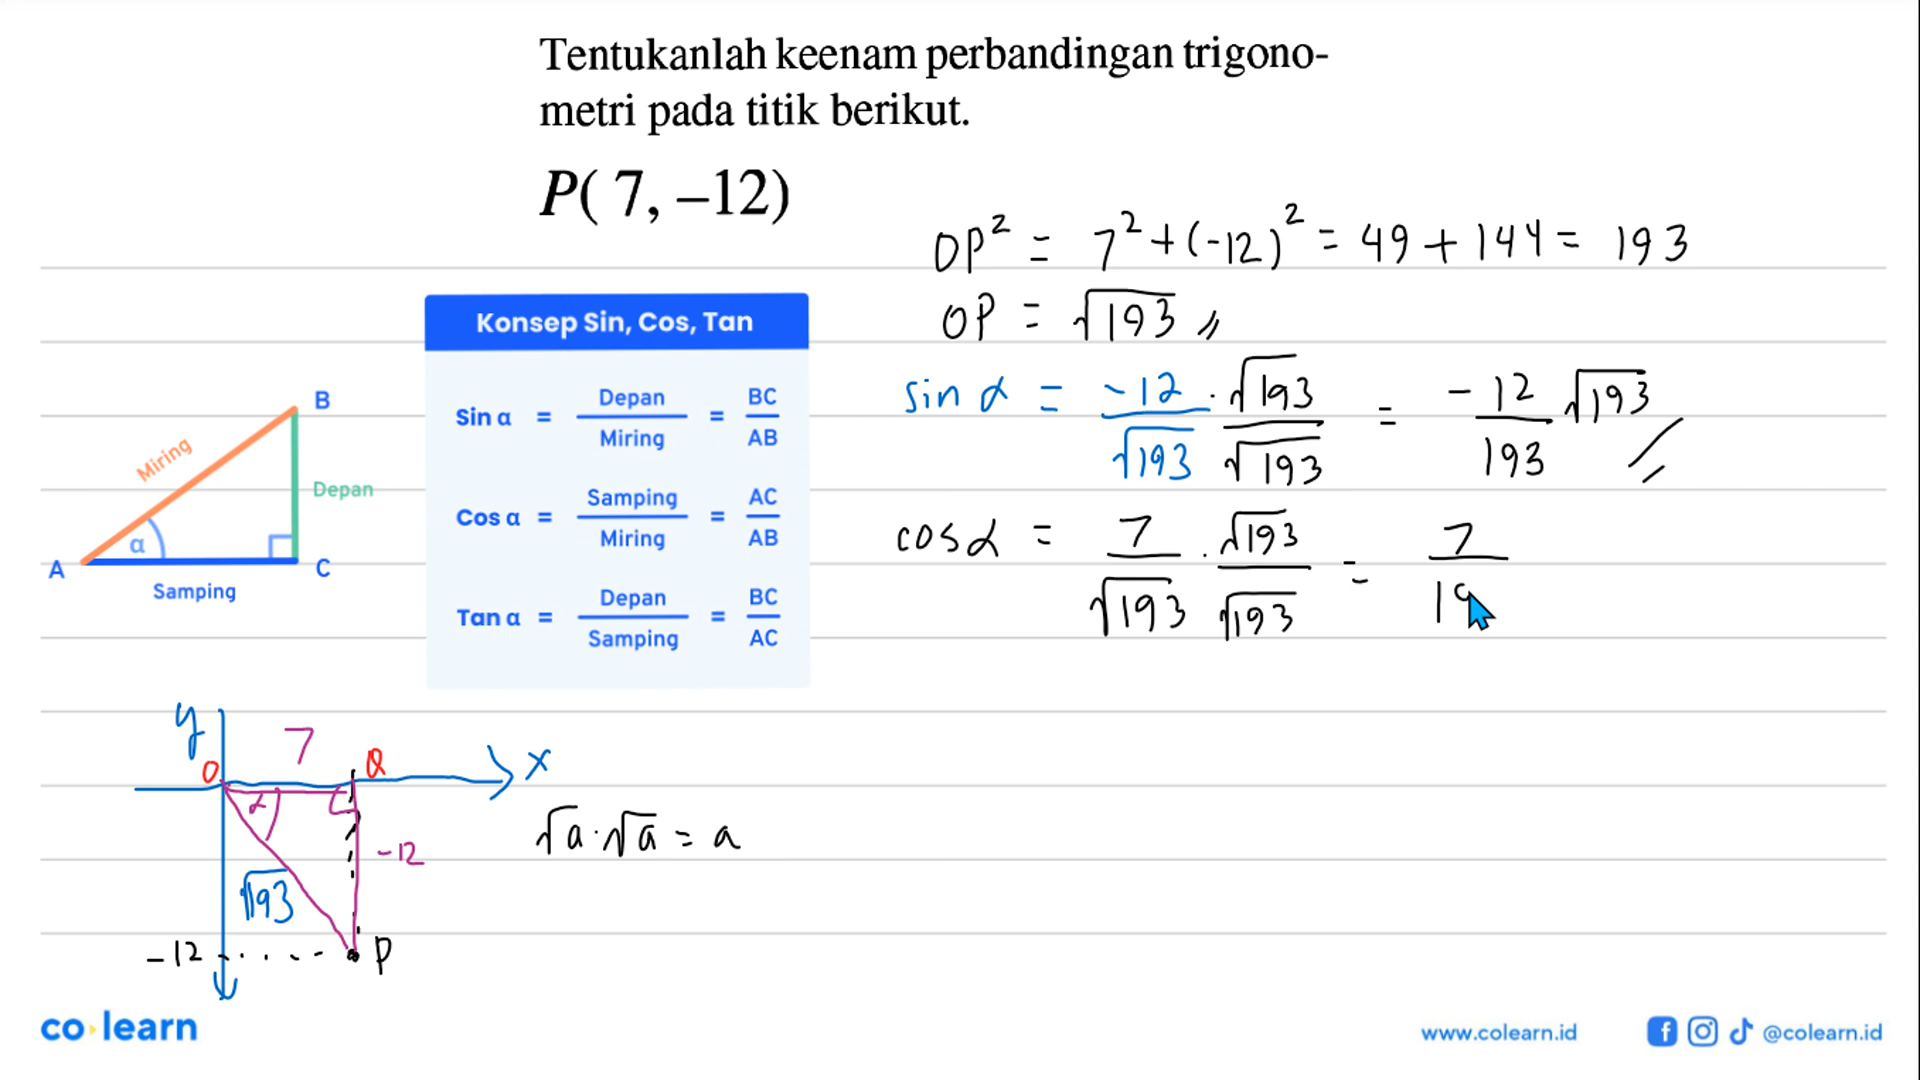 Tentukanlah keenam perbandingan trigono-
metri pada titik berikut.
P( 7, –12)
OP² = 7² + (-12)² = 49 + 144 = 193
OP = √193
sin α = -12/√193 · √193/√193 = -12/193 √193
cos α = 7/√193 · √193/√193 = 7/19
Konsep Sin, Cos, Tan
Sin α = Depan/Miring = BC/AB
Cos α = Samping/Miring = AC/AB
Tan α = Depan/Samping = BC/AC
B
Miring
Depan
α
A
C
Samping
y
7
O
Q
x
α
-12
√193
-12
P
√a · √a = a
co learn
www.colearn.id
@colearn.id